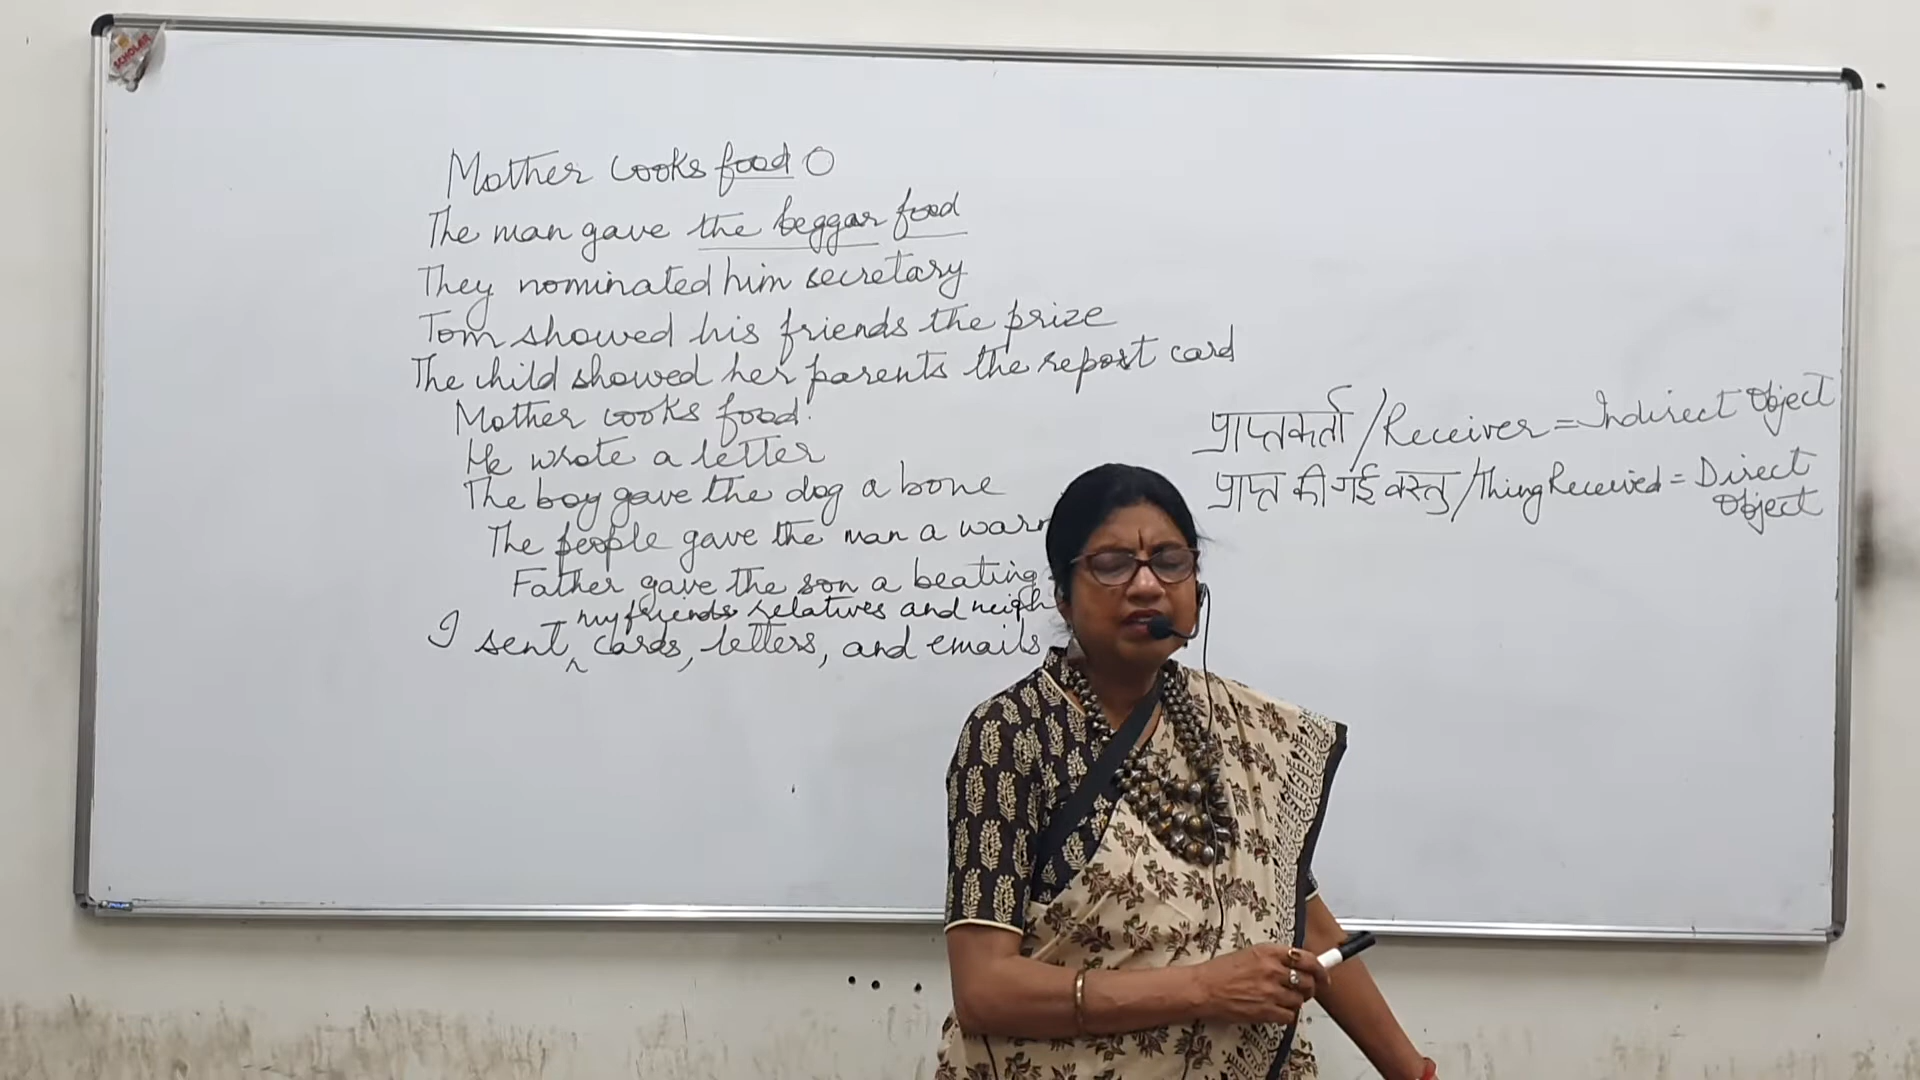 SCHOLAR
Mother cooks food O
The man gave the beggar food
They nominated him secretary
Tom showed his friends the prize
The child showed her parents the report card
Mother cooks food.
He wrote a letter
The boy gave the dog a bone
The people gave the man a
Father gave the son a beating
my friends relatives and
I sent ^ cards, letters, and emails
प्राप्तकर्ता / Receiver = Indirect Object
प्राप्त की गई वस्तु / Thing Received = Direct
Object